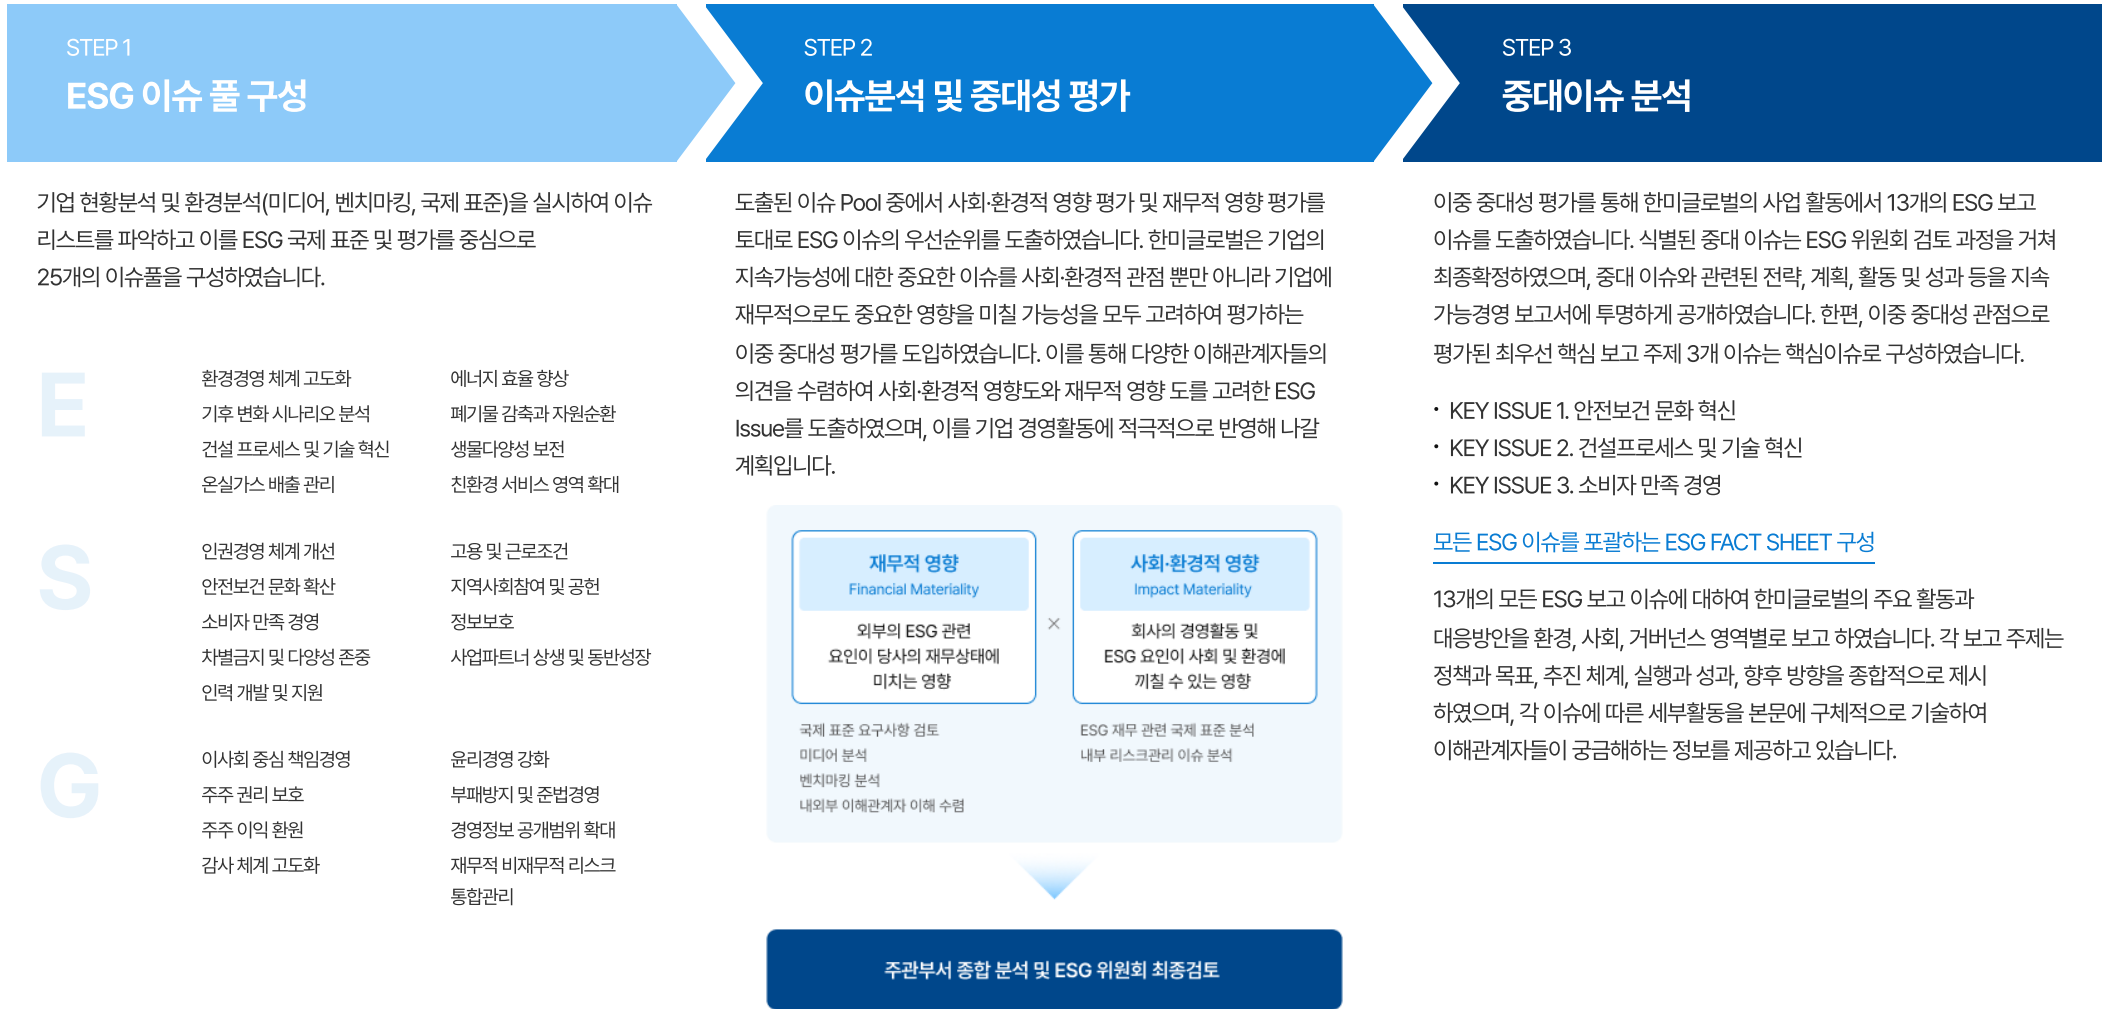 STEP 1
ESG 이슈 풀 구성
기업 현황분석 및 환경분석(미디어, 벤치마킹, 국제 표준)을 실시하여 이슈
리스트를 파악하고 이를 ESG 국제 표준 및 평가를 중심으로
25개의 이슈풀을 구성하였습니다.
E
환경경영 체계 고도화
기후 변화 시나리오 분석
건설 프로세스 및 기술 혁신
온실가스 배출 관리
에너지 효율 향상
폐기물 감축과 자원순환
생물다양성 보전
친환경 서비스 영역 확대
S
인권경영 체계 개선
안전보건 문화 확산
소비자 만족 경영
차별금지 및 다양성 존중
인력 개발 및 지원
고용 및 근로조건
지역사회참여 및 공헌
정보보호
사업파트너 상생 및 동반성장
G
이사회 중심 책임경영
주주 권리 보호
주주 이익 환원
감사 체계 고도화
윤리경영 강화
부패방지 및 준법경영
경영정보 공개범위 확대
재무적 비재무적 리스크
통합관리
STEP 2
이슈분석 및 중대성 평가
도출된 이슈 Pool 중에서 사회·환경적 영향 평가 및 재무적 영향 평가를
토대로 ESG 이슈의 우선순위를 도출하였습니다. 한미글로벌은 기업의
지속가능성에 대한 중요한 이슈를 사회·환경적 관점 뿐만 아니라 기업에
재무적으로도 중요한 영향을 미칠 가능성을 모두 고려하여 평가하는
이중 중대성 평가를 도입하였습니다. 이를 통해 다양한 이해관계자들의
의견을 수렴하여 사회·환경적 영향도와 재무적 영향 도를 고려한 ESG
Issue를 도출하였으며, 이를 기업 경영활동에 적극적으로 반영해 나갈
계획입니다.
재무적 영향
Financial Materiality
외부의 ESG 관련
요인이 당사의 재무상태에
미치는 영향
국제 표준 요구사항 검토
미디어 분석
벤치마킹 분석
내외부 이해관계자 이해 수렴
×
사회·환경적 영향
Impact Materiality
회사의 경영활동 및
ESG 요인이 사회 및 환경에
끼칠 수 있는 영향
ESG 재무 관련 국제 표준 분석
내부 리스크관리 이슈 분석
주관부서 종합 분석 및 ESG 위원회 최종검토
STEP 3
중대이슈 분석
이중 중대성 평가를 통해 한미글로벌의 사업 활동에서 13개의 ESG 보고
이슈를 도출하였습니다. 식별된 중대 이슈는 ESG 위원회 검토 과정을 거쳐
최종확정하였으며, 중대 이슈와 관련된 전략, 계획, 활동 및 성과 등을 지속
가능경영 보고서에 투명하게 공개하였습니다. 한편, 이중 중대성 관점으로
평가된 최우선 핵심 보고 주제 3개 이슈는 핵심이슈로 구성하였습니다.
· KEY ISSUE 1. 안전보건 문화 혁신
· KEY ISSUE 2. 건설프로세스 및 기술 혁신
· KEY ISSUE 3. 소비자 만족 경영
모든 ESG 이슈를 포괄하는 ESG FACT SHEET 구성
13개의 모든 ESG 보고 이슈에 대하여 한미글로벌의 주요 활동과
대응방안을 환경, 사회, 거버넌스 영역별로 보고 하였습니다. 각 보고 주제는
정책과 목표, 추진 체계, 실행과 성과, 향후 방향을 종합적으로 제시
하였으며, 각 이슈에 따른 세부활동을 본문에 구체적으로 기술하여
이해관계자들이 궁금해하는 정보를 제공하고 있습니다.